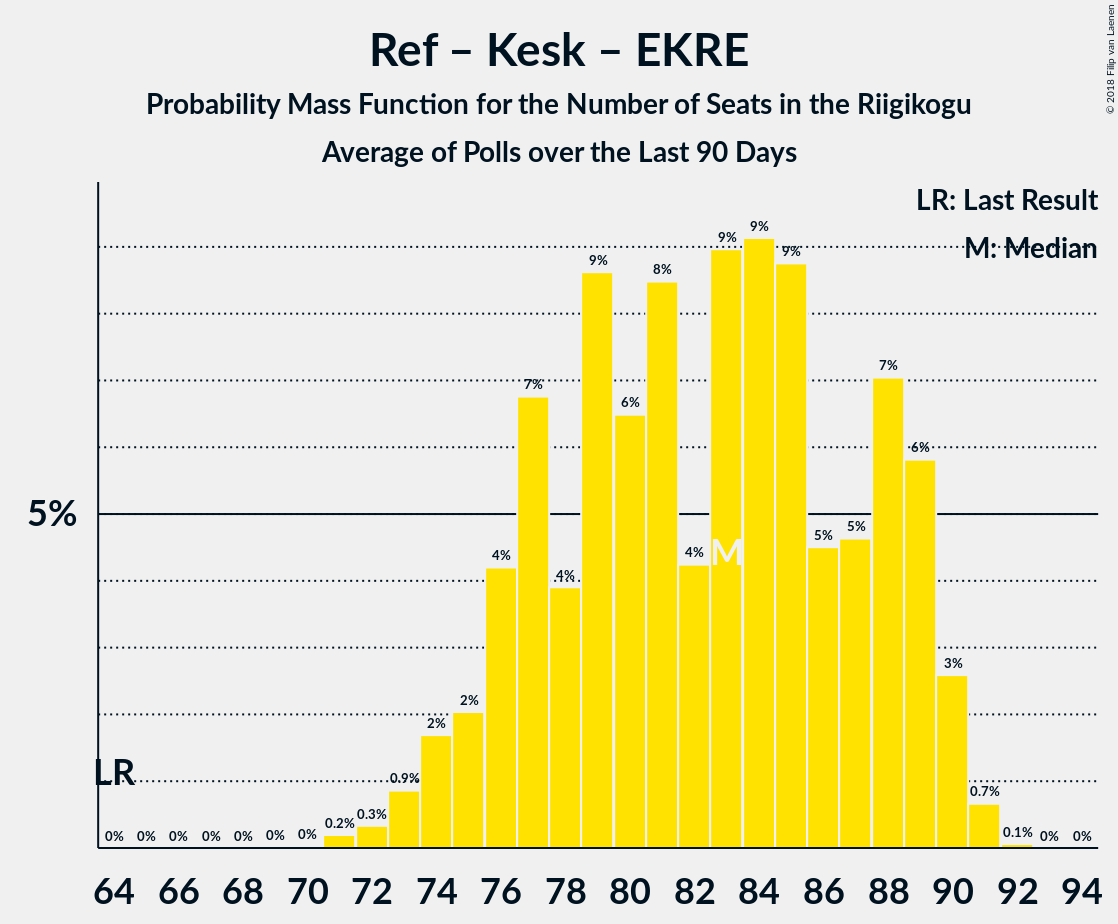 Ref – Kesk – EKRE
Probability Mass Function for the Number of Seats in the Riigikogu
Average of Polls over the Last 90 Days
© 2018 Filip van Laenen
LR: Last Result
M: Median
5%
LR
M
0% 0% 0% 0% 0% 0% 0% 0.2% 0.3% 0.9% 2% 2% 4% 7% 4% 9% 6% 8% 4% 9% 9% 9% 5% 5% 7% 6% 3% 0.7% 0.1% 0% 0%
64 66 68 70 72 74 76 78 80 82 84 86 88 90 92 94